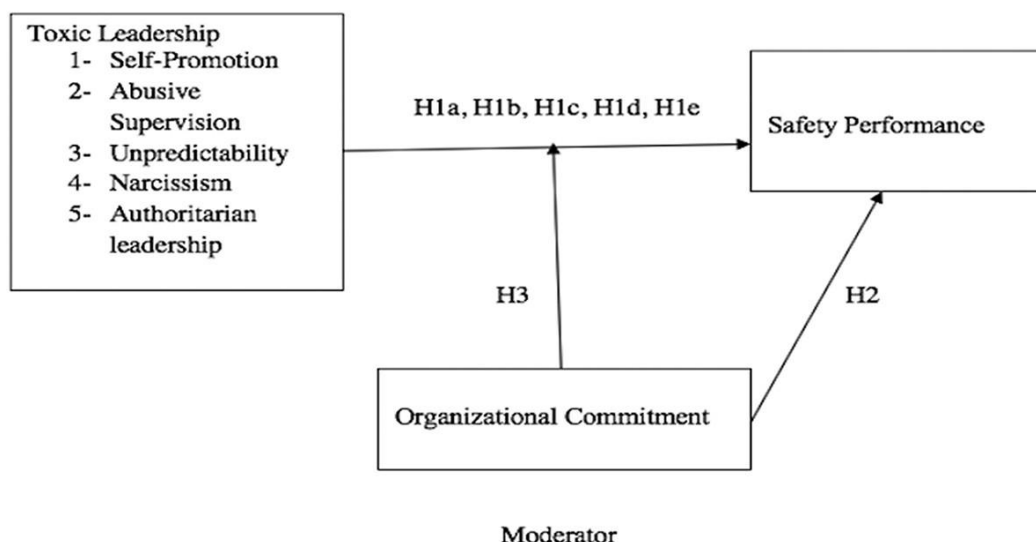 Toxic Leadership
1- Self-Promotion
2- Abusive
Supervision
3- Unpredictability
4- Narcissism
5- Authoritarian
leadership
H1a, H1b, H1c, H1d, H1e
Safety Performance
H3
H2
Organizational Commitment
Moderator